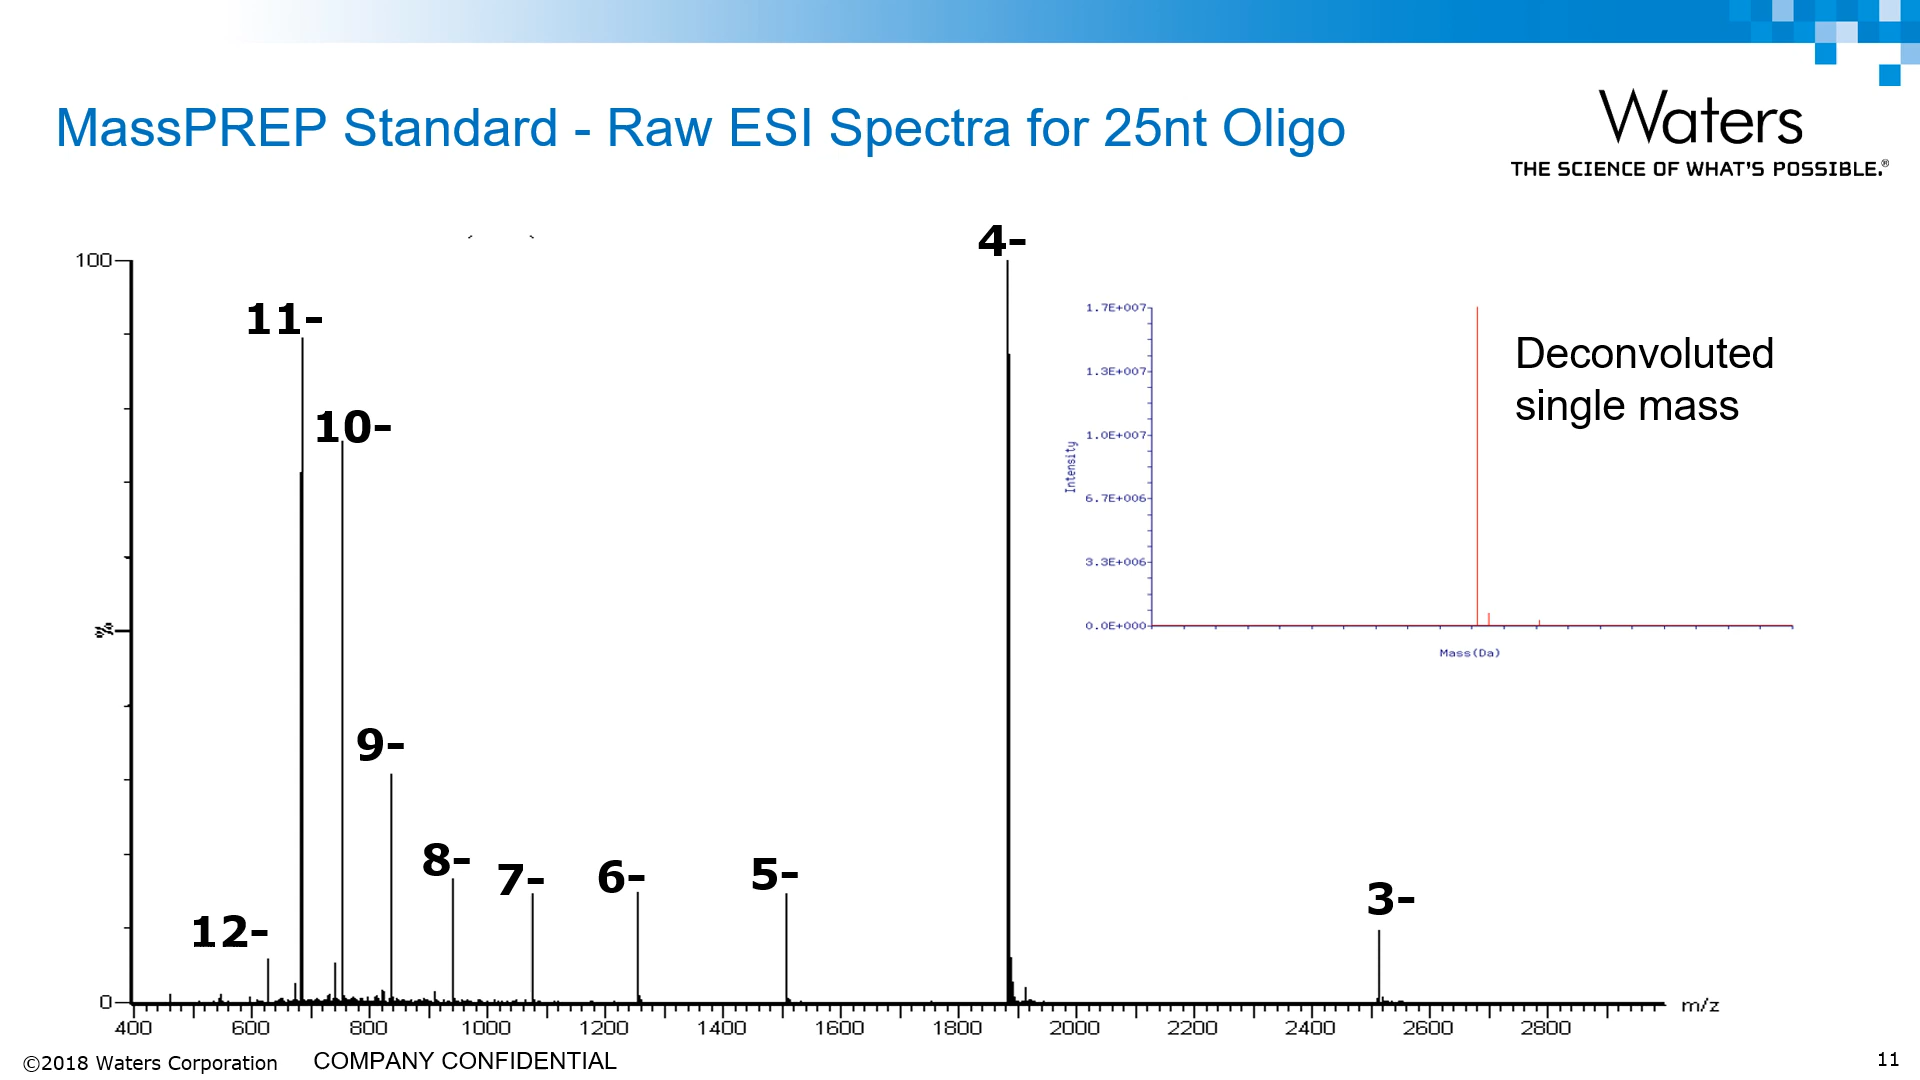 MassPREP Standard - Raw ESI Spectra for 25nt Oligo
Waters
THE SCIENCE OF WHAT'S POSSIBLE.®
100
%
0
12-
11-
10-
9-
8-
7-
6-
5-
4-
3-
400 600 800 1000 1200 1400 1600 1800 2000 2200 2400 2600 2800
m/z
Deconvoluted
single mass
Intensity
1.7E+007
1.3E+007
1.0E+007
6.7E+006
3.3E+006
0.0E+000
Mass(Da)
©2018 Waters Corporation
COMPANY CONFIDENTIAL
11